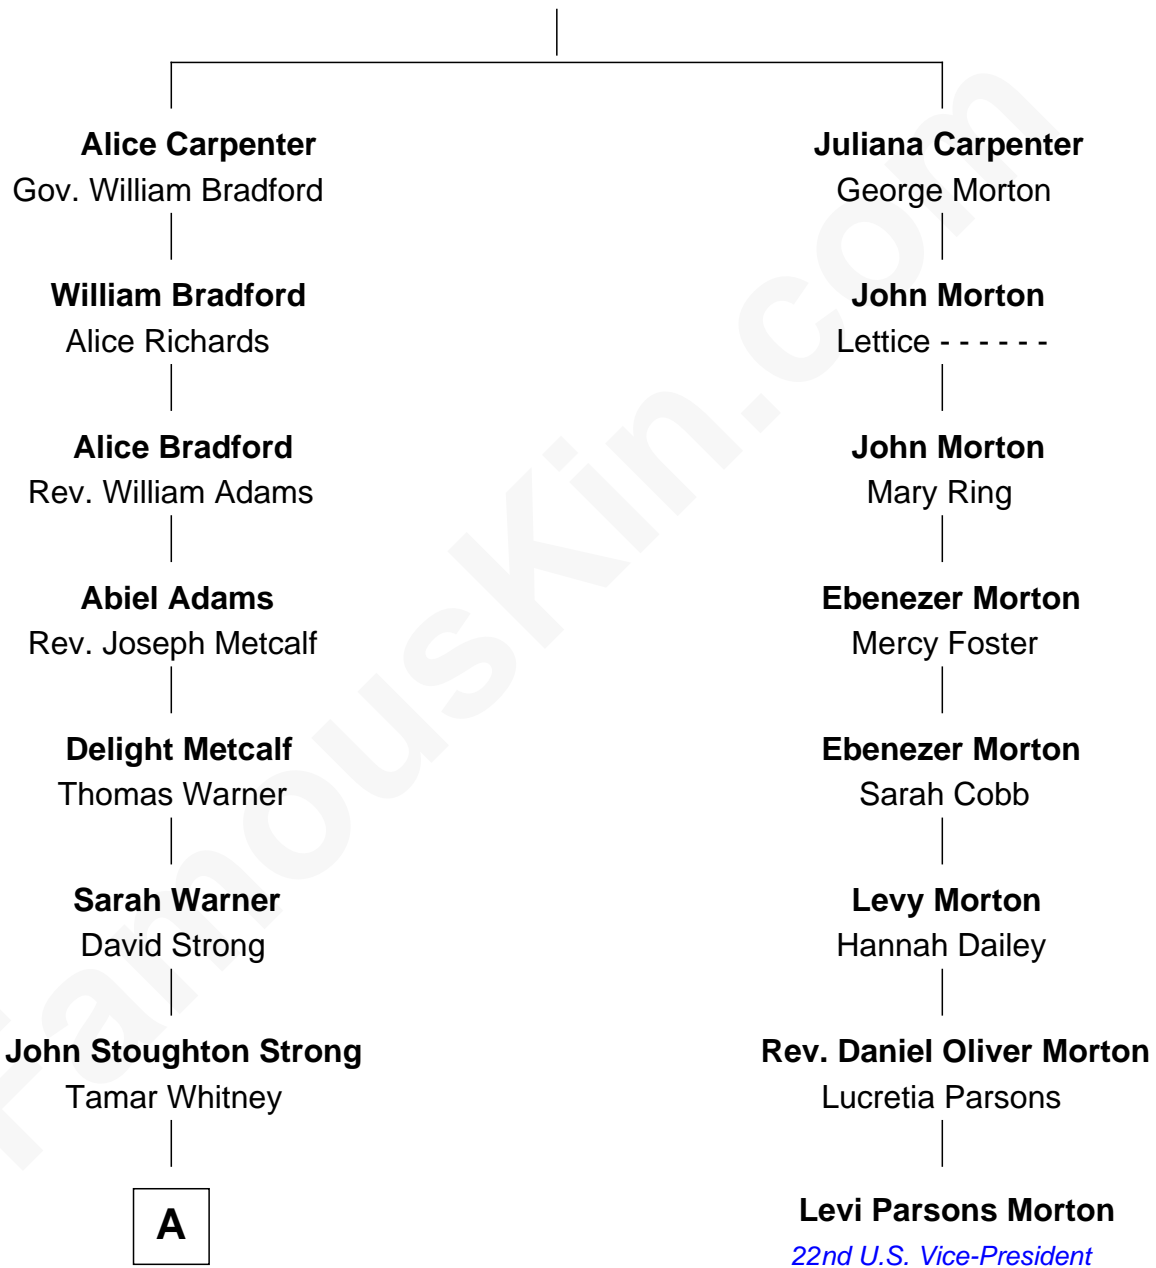 Alice Carpenter
Gov. William Bradford
William Bradford
Alice Richards
Alice Bradford
Rev. William Adams
Abiel Adams
Rev. Joseph Metcalf
Delight Metcalf
Thomas Warner
Sarah Warner
David Strong
John Stoughton Strong
Tamar Whitney
A
Juliana Carpenter
George Morton
John Morton
Lettice - - - - - -
John Morton
Mary Ring
Ebenezer Morton
Mercy Foster
Ebenezer Morton
Sarah Cobb
Levy Morton
Hannah Dailey
Rev. Daniel Oliver Morton
Lucretia Parsons
Levi Parsons Morton
22nd U.S. Vice-President
FamousKin.com